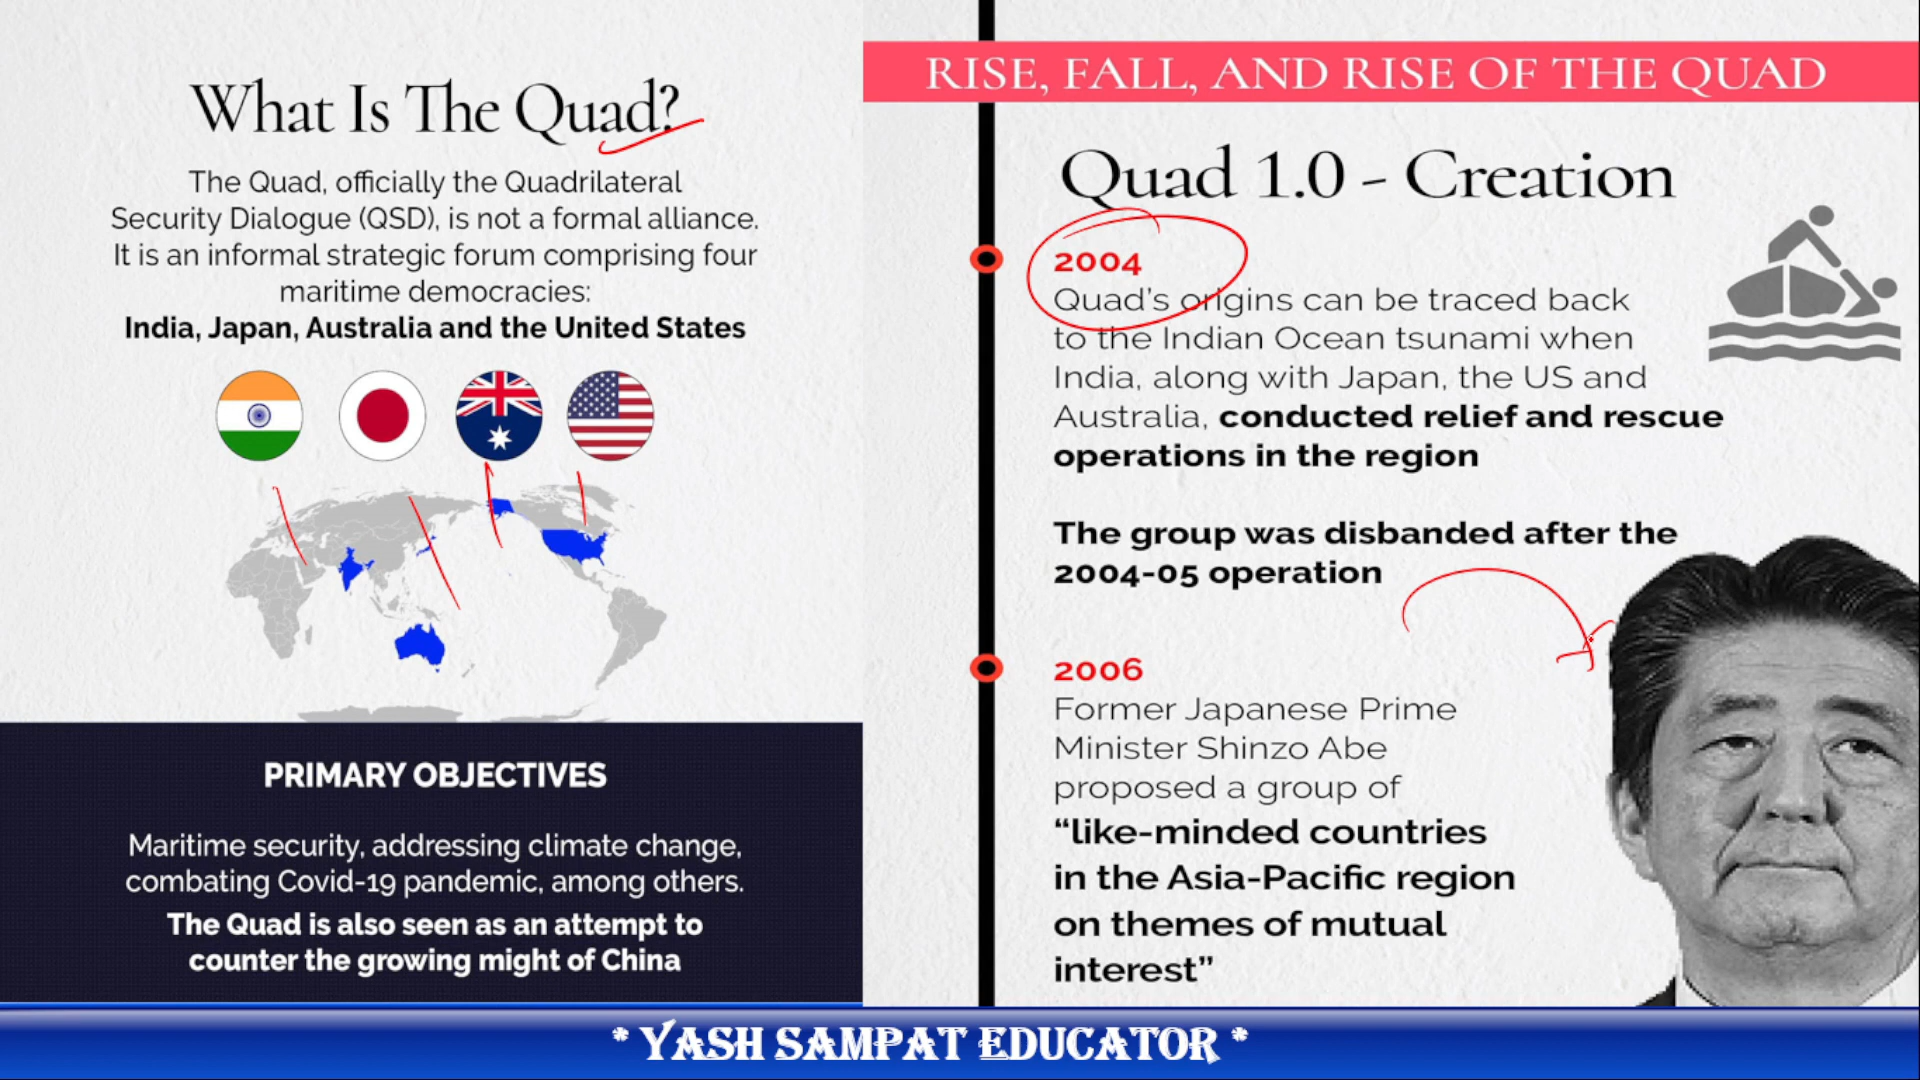 What Is The Quad?
The Quad, officially the Quadrilateral
Security Dialogue (QSD), is not a formal alliance.
It is an informal strategic forum comprising four
maritime democracies:
India, Japan, Australia and the United States
PRIMARY OBJECTIVES
Maritime security, addressing climate change,
combating Covid-19 pandemic, among others.
The Quad is also seen as an attempt to
counter the growing might of China
RISE, FALL, AND RISE OF THE QUAD
Quad 1.0 - Creation
2004
Quad's origins can be traced back
to the Indian Ocean tsunami when
India, along with Japan, the US and
Australia, conducted relief and rescue
operations in the region
The group was disbanded after the
2004-05 operation
2006
Former Japanese Prime
Minister Shinzo Abe
proposed a group of
“like-minded countries
in the Asia-Pacific region
on themes of mutual
interest”
* YASH SAMPAT EDUCATOR *